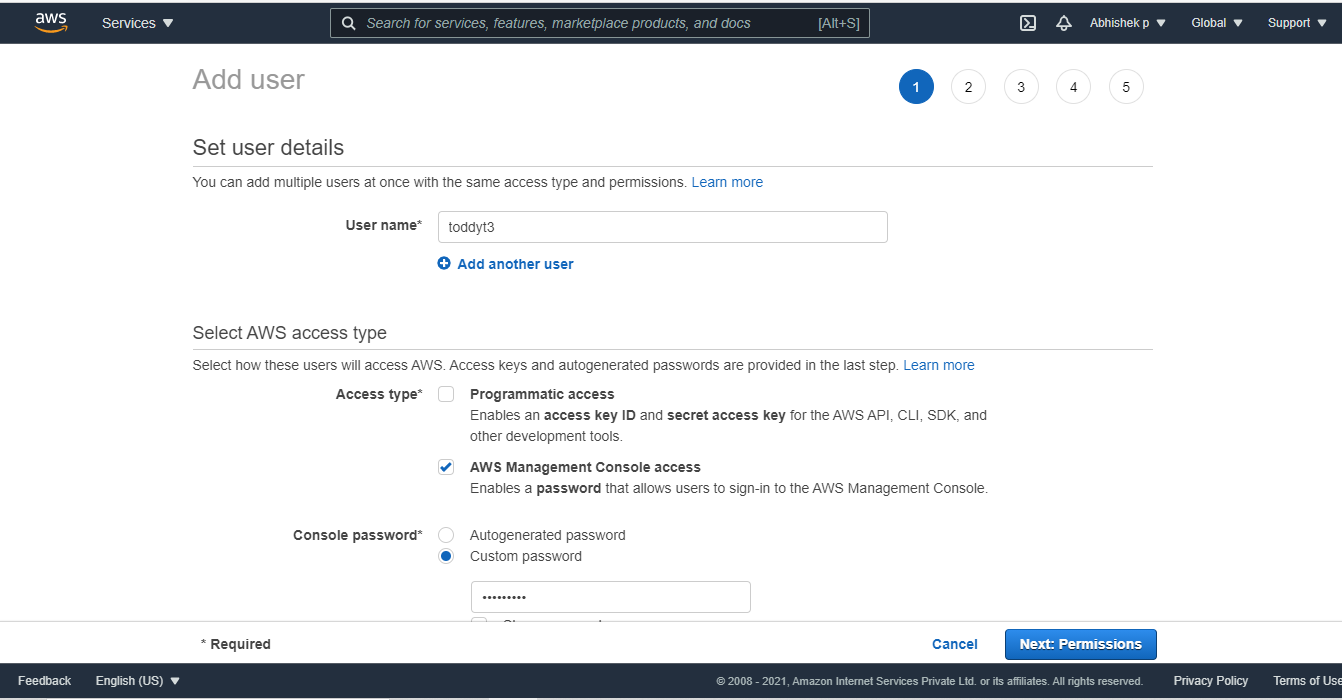 aws Services Search for services, features, marketplace products, and docs [Alt+S] Abhishek p Global Support
Add user
1 2 3 4 5
Set user details
You can add multiple users at once with the same access type and permissions. Learn more
User name* toddyt3
Add another user
Select AWS access type
Select how these users will access AWS. Access keys and autogenerated passwords are provided in the last step. Learn more
Access type* Programmatic access
Enables an access key ID and secret access key for the AWS API, CLI, SDK, and
other development tools.
AWS Management Console access
Enables a password that allows users to sign-in to the AWS Management Console.
Console password* Autogenerated password
Custom password
•••••••••
* Required Cancel Next: Permissions
Feedback English (US) © 2008 - 2021, Amazon Internet Services Private Ltd. or its affiliates. All rights reserved. Privacy Policy Terms of Use